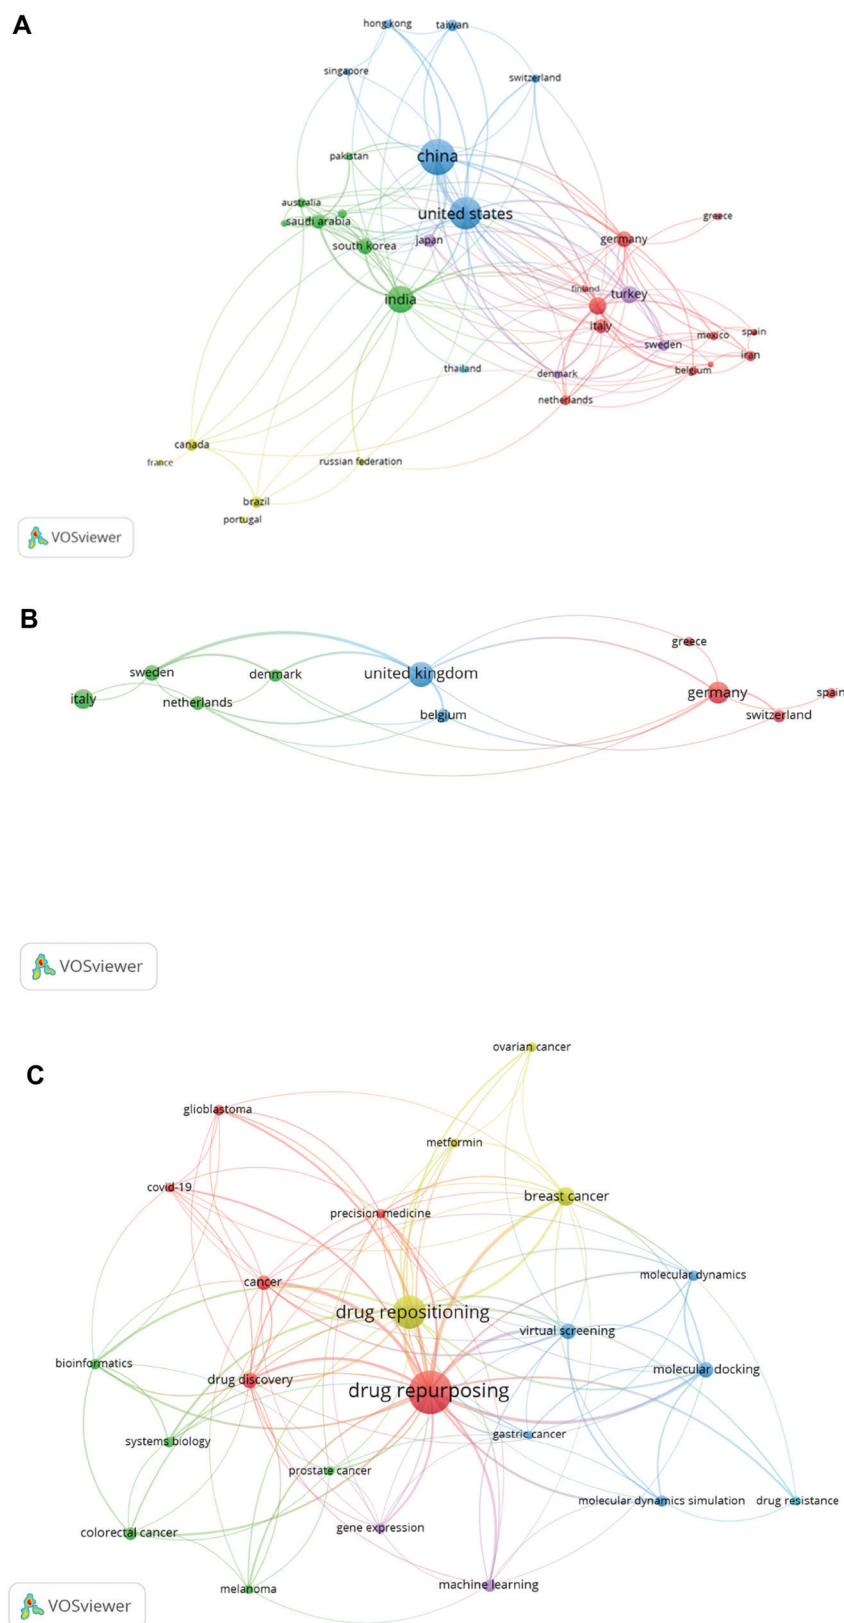 A
hong kong
taiwan
singapore
switzerland
pakistan
china
australia
united states
saudi arabia
greece
japan
germany
south korea
finland
turkey
india
italy
mexico
spain
sweden
iran
thailand
denmark
belgium
netherlands
canada
france
russian federation
brazil
portugal
VOSviewer
B
greece
sweden
denmark
united kingdom
italy
netherlands
germany
spain
belgium
switzerland
VOSviewer
C
ovarian cancer
glioblastoma
metformin
covid-19
breast cancer
precision medicine
cancer
molecular dynamics
drug repositioning
virtual screening
bioinformatics
molecular docking
drug discovery
drug repurposing
gastric cancer
systems biology
prostate cancer
molecular dynamics simulation
drug resistance
gene expression
colorectal cancer
machine learning
melanoma
VOSviewer